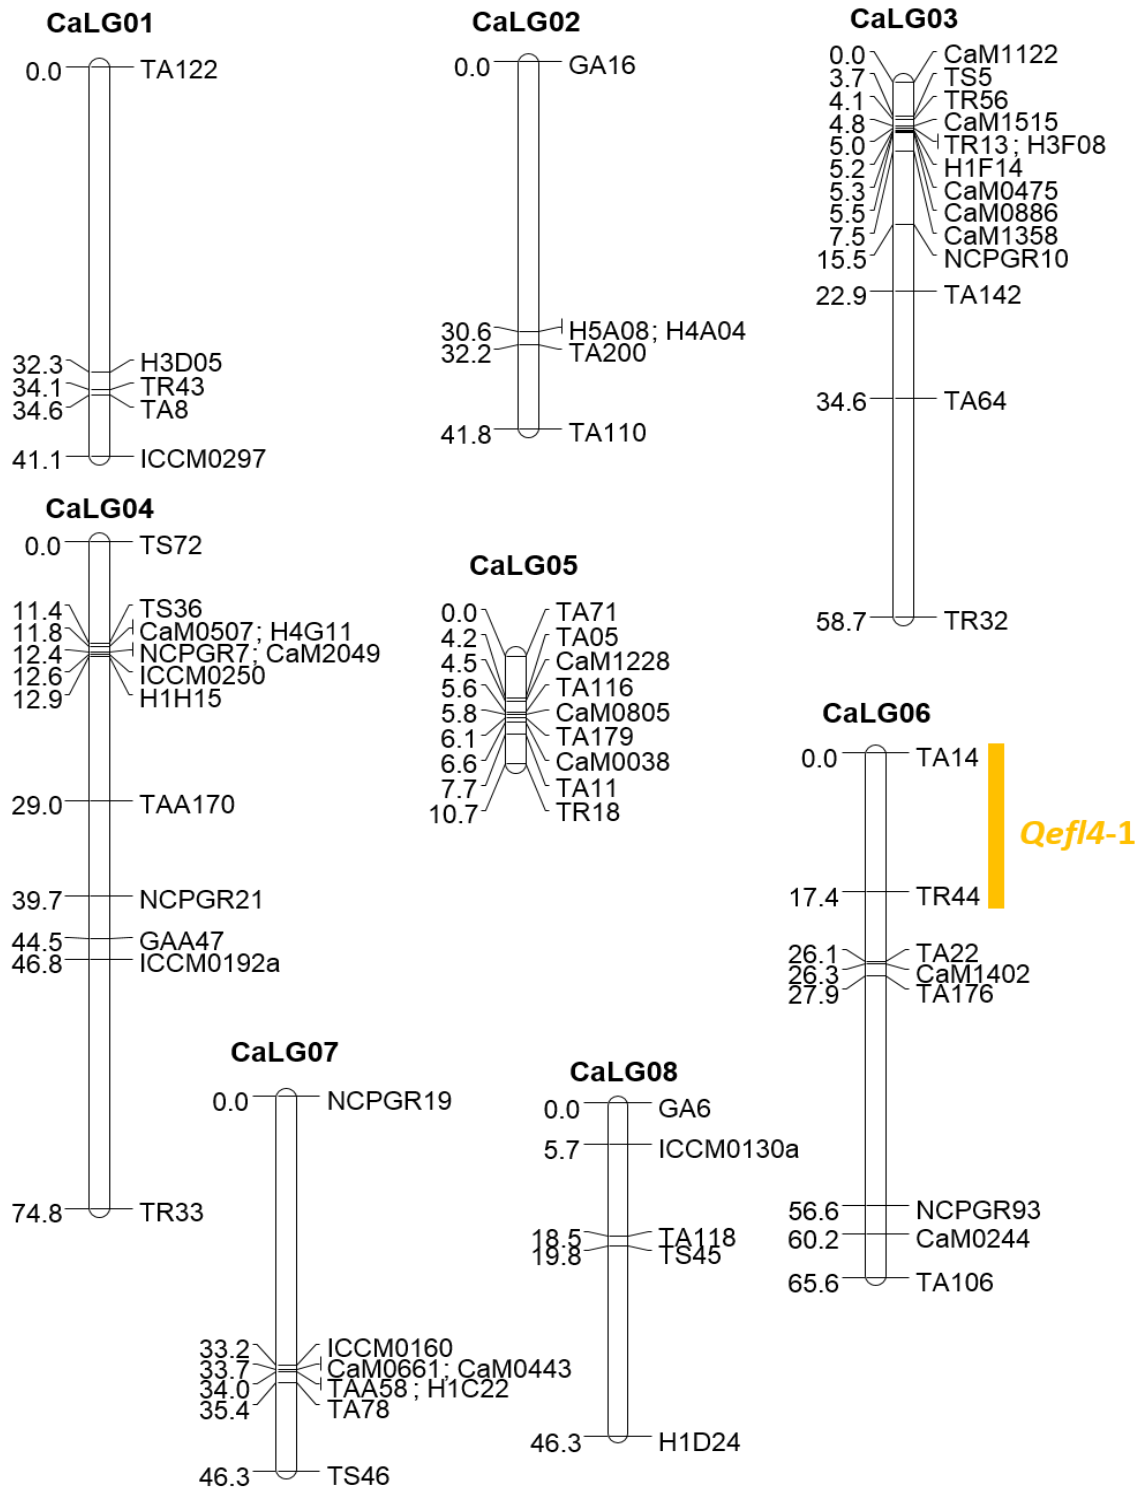 CaLG01
0.0 TA122
32.3 H3D05
34.1 TR43
34.6 TA8
41.1 ICCM0297
CaLG02
0.0 GA16
30.6 H5A08; H4A04
32.2 TA200
41.8 TA110
CaLG03
0.0 CaM1122
3.7 TS5
4.1 TR56
4.8 CaM1515
5.0 TR13; H3F08
5.2 H1F14
5.3 CaM0475
5.5 CaM0886
7.5 CaM1358
15.5 NCPGR10
22.9 TA142
34.6 TA64
58.7 TR32
CaLG04
0.0 TS72
11.4 TS36
11.8 CaM0507; H4G11
12.4 NCPGR7; CaM2049
12.6 ICCM0250
12.9 H1H15
29.0 TAA170
39.7 NCPGR21
44.5 GAA47
46.8 ICCM0192a
74.8 TR33
CaLG05
0.0 TA71
4.2 TA05
4.5 CaM1228
5.6 TA116
5.8 CaM0805
6.1 TA179
6.6 CaM0038
7.7 TA11
10.7 TR18
CaLG06
0.0 TA14
Qefl4-1
17.4 TR44
26.1 TA22
26.3 CaM1402
27.9 TA176
56.6 NCPGR93
60.2 CaM0244
65.6 TA106
CaLG07
0.0 NCPGR19
33.2 ICCM0160
33.7 CaM0661; CaM0443
34.0 TAA58; H1C22
35.4 TA78
46.3 TS46
CaLG08
0.0 GA6
5.7 ICCM0130a
18.5 TA118
19.8 TS45
46.3 H1D24